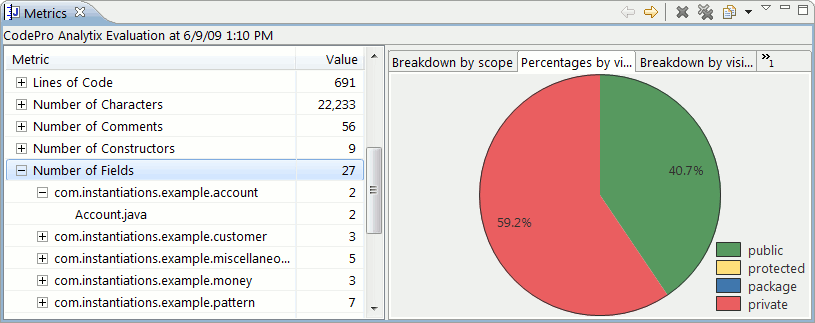 Metrics
CodePro Analytix Evaluation at 6/9/09 1:10 PM
Metric Value
Lines of Code 691
Number of Characters 22,233
Number of Comments 56
Number of Constructors 9
Number of Fields 27
com.instantiations.example.account 2
Account.java 2
com.instantiations.example.customer 3
com.instantiations.example.miscellaneo... 5
com.instantiations.example.money 3
com.instantiations.example.pattern 7
Breakdown by scope Percentages by vi... Breakdown by visi... »1
40.7%
59.2%
public
protected
package
private